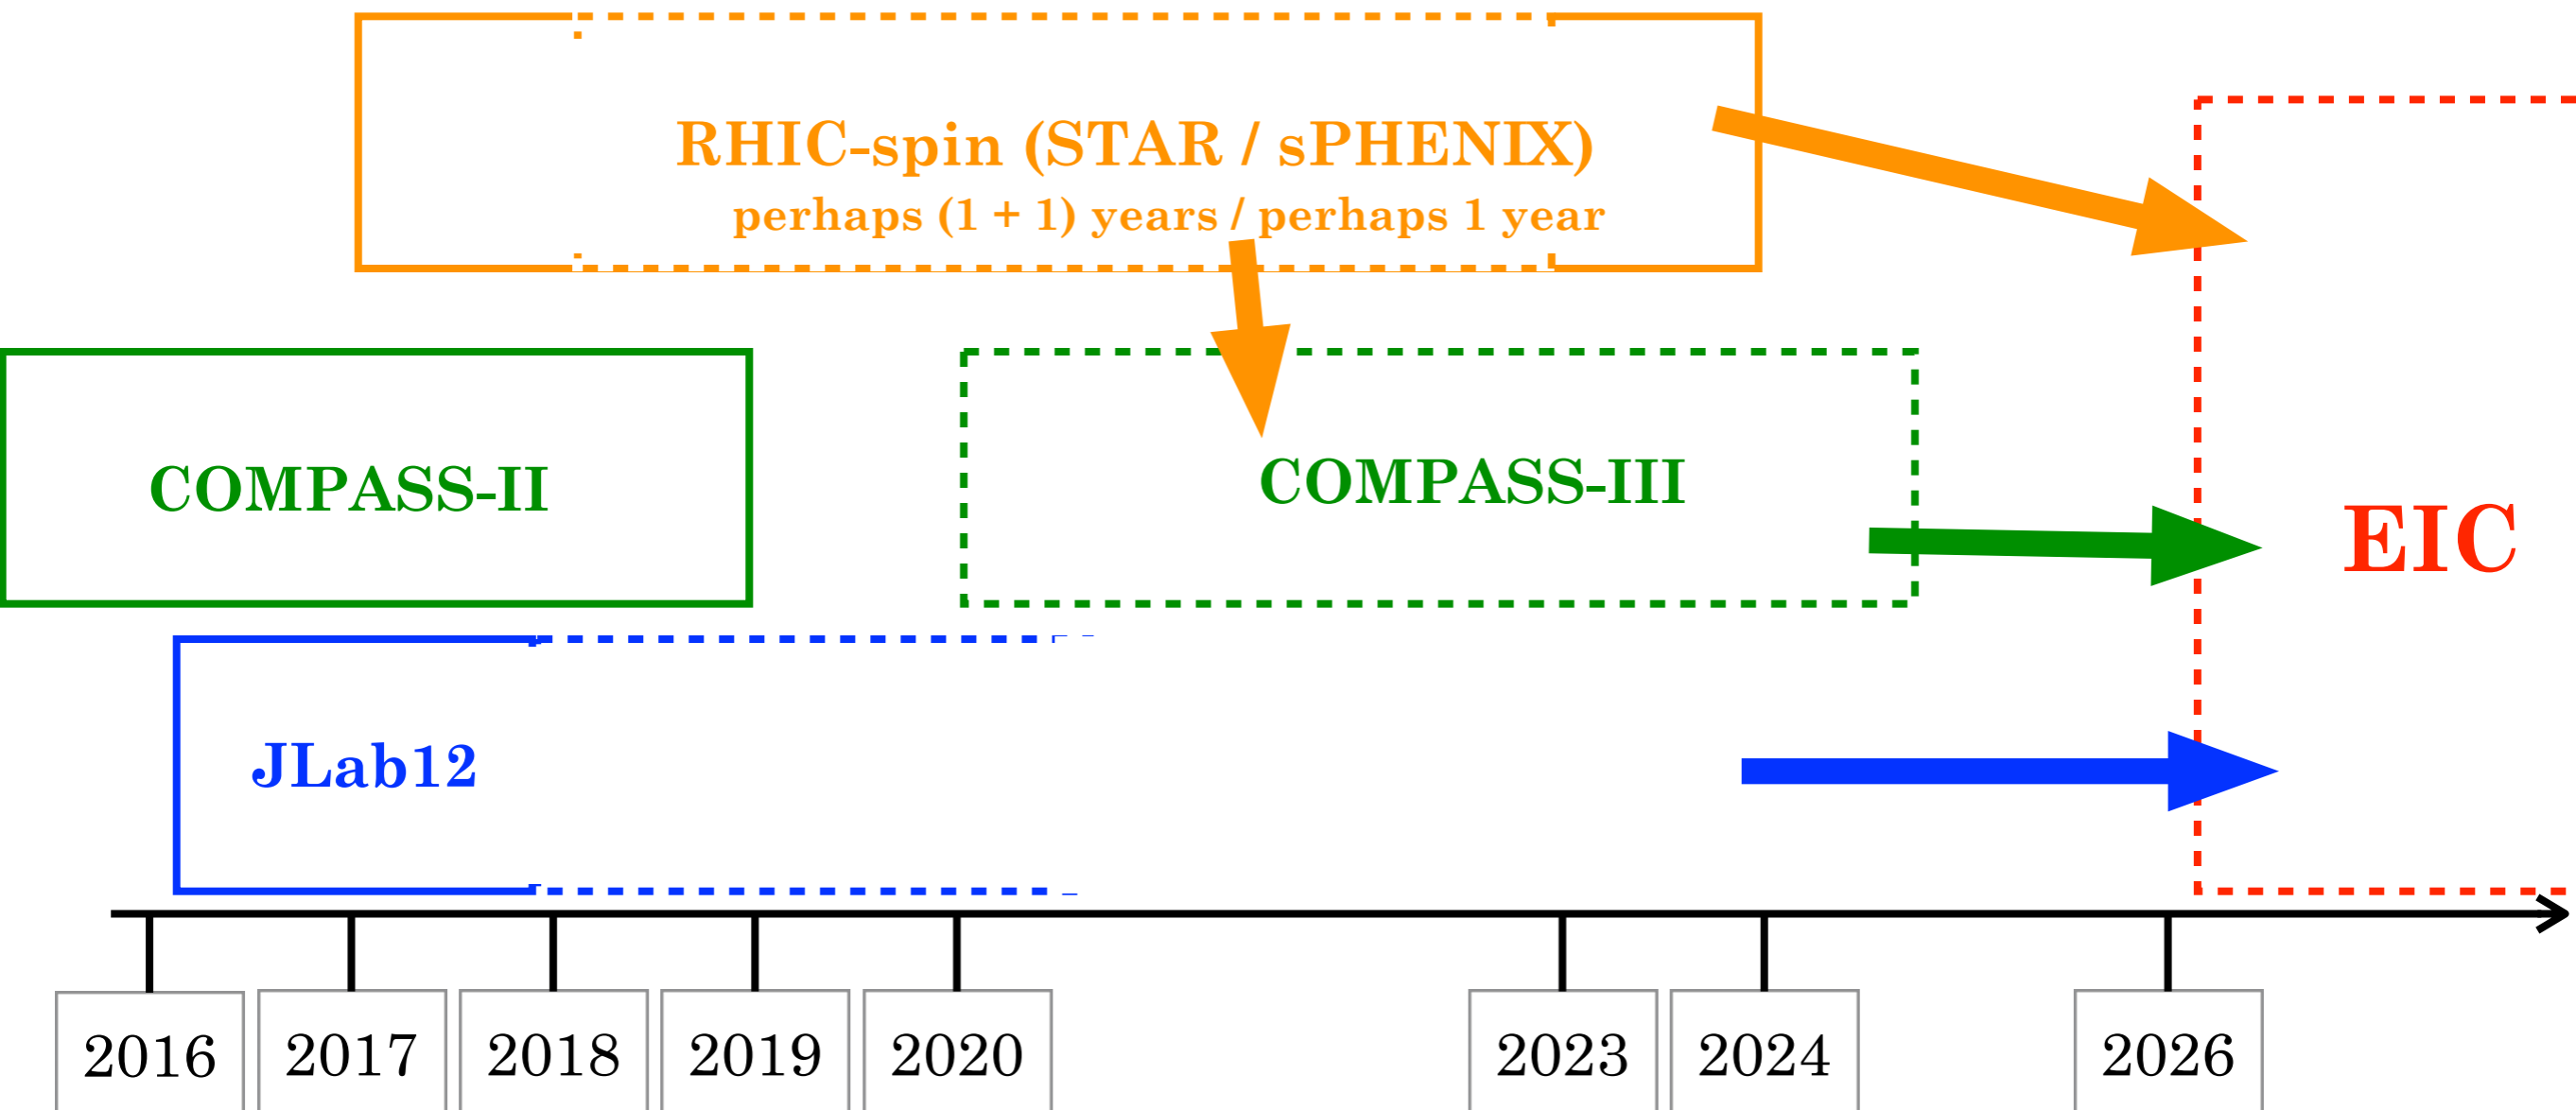 RHIC-spin (STAR / sPHENIX)
perhaps (1 + 1) years / perhaps 1 year
COMPASS-II
COMPASS-III
EIC
JLab12
2016
2017
2018
2019
2020
2023
2024
2026